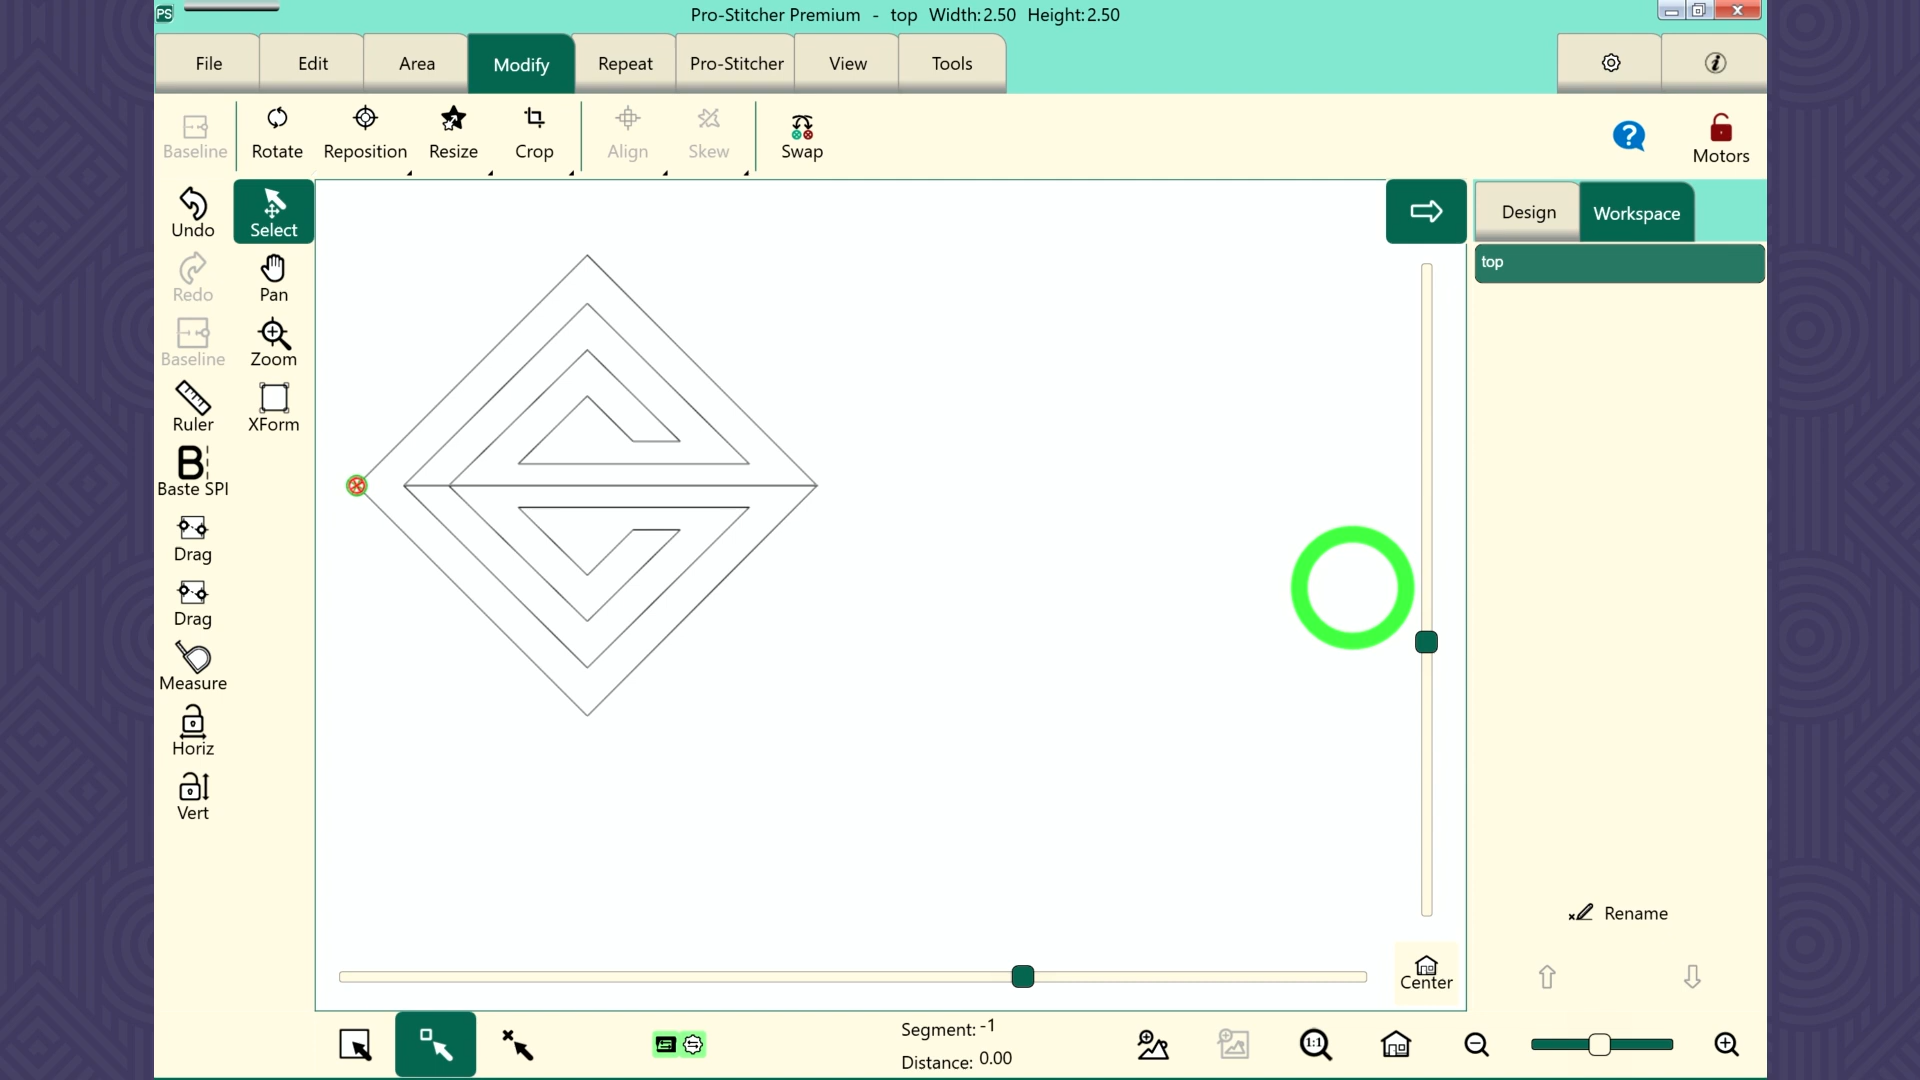 PS
Pro-Stitcher Premium - top Width:2.50 Height:2.50
File Edit Area Modify Repeat Pro-Stitcher View Tools
Baseline Rotate Reposition Resize Crop Align Skew Swap Motors
Undo Select
Redo Pan
Baseline Zoom
Ruler XForm
B
Baste SPI
Drag
Drag
Measure
Horiz
Vert
Design Workspace
top
Rename
Center
Segment: -1
Distance: 0.00
1:1